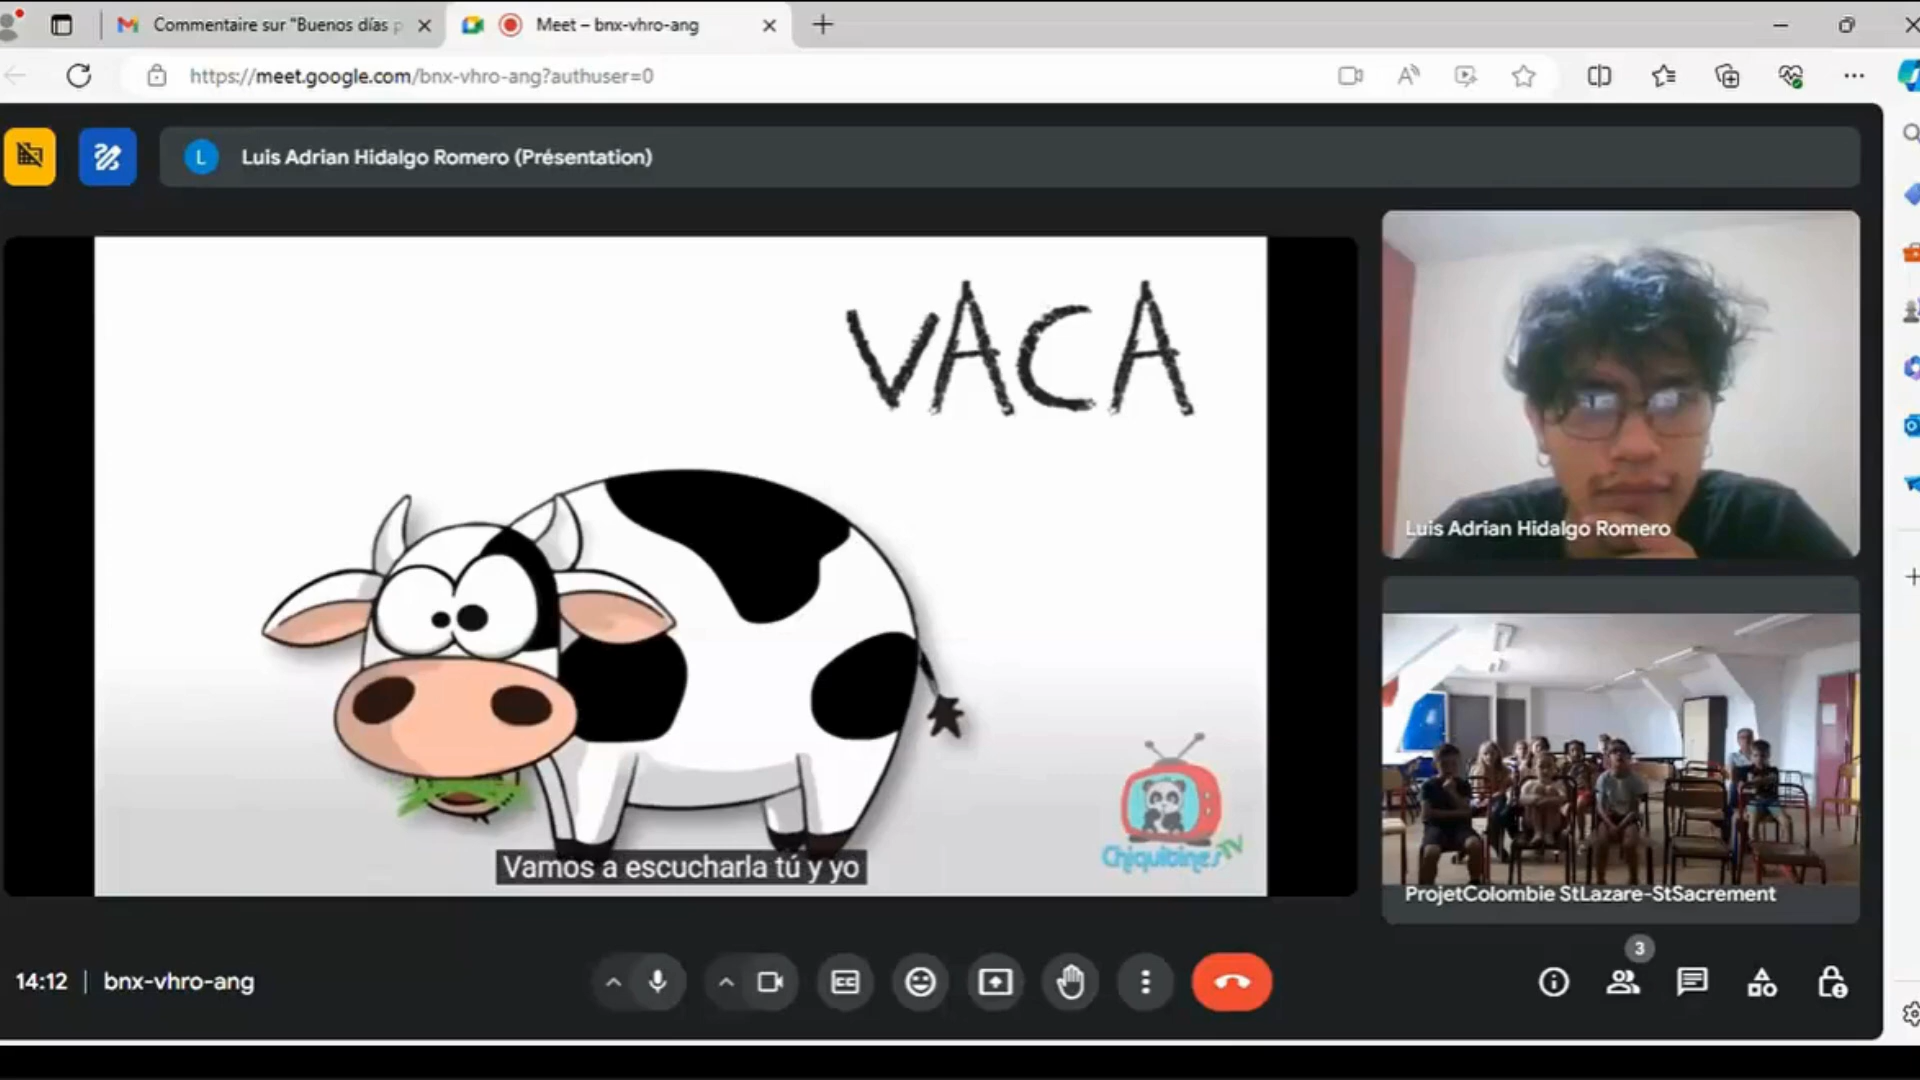 Commentaire sur "Buenos días p
Meet – bnx-vhro-ang
https://meet.google.com/bnx-vhro-ang?authuser=0
L
Luis Adrian Hidalgo Romero (Présentation)
VACA
Luis Adrian Hidalgo Romero
Vamos a escucharla tú y yo
ChiquitinesTV
ProjetColombie StLazare-StSacrement
3
14:12 | bnx-vhro-ang
CC